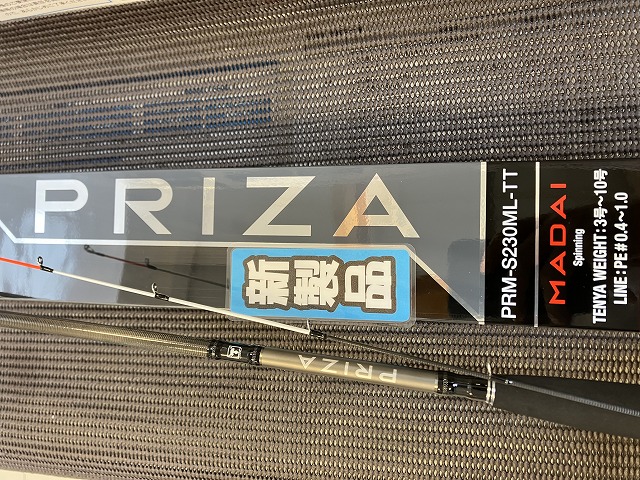 PRIZA
新製品
PRM-S230ML-TT
MADAI
Spinning
TENYA WEIGHT:3号~10号
LINE:PE#0.4~1.0
PRIZA